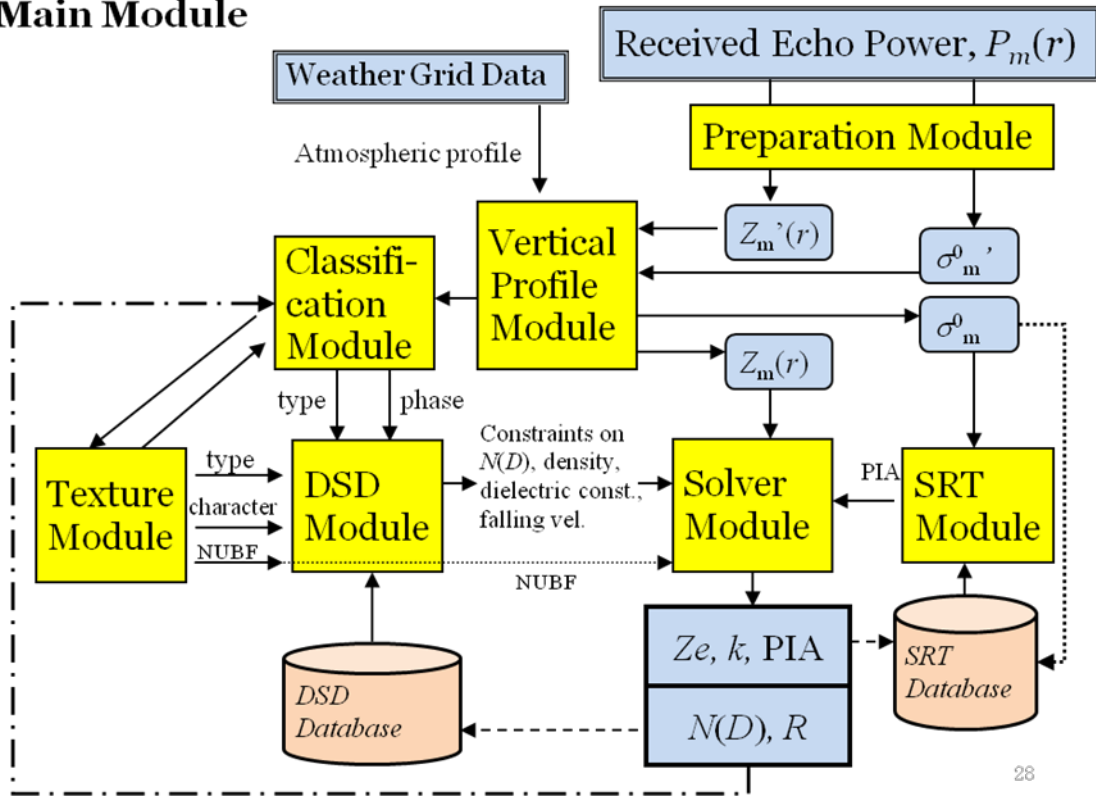 Main Module
Received Echo Power, Pm(r)
Weather Grid Data
Preparation Module
Atmospheric profile
Zm’(r)
σ⁰m’
Vertical
Profile
Module
Classifi-
cation
Module
σ⁰m
Zm(r)
type
phase
Texture
Module
type
character
NUBF
DSD
Module
Constraints on
N(D), density,
dielectric const.,
falling vel.
Solver
Module
PIA
SRT
Module
NUBF
Ze, k, PIA
N(D), R
DSD
Database
SRT
Database
28